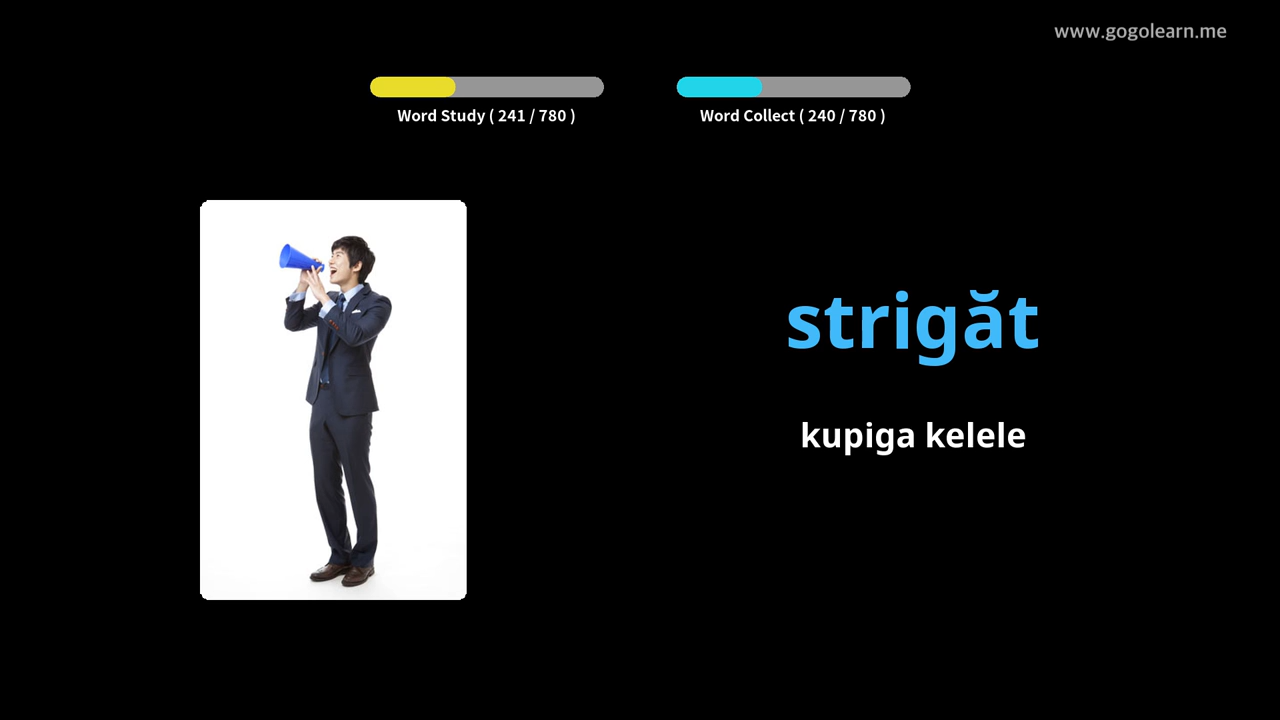 www.gogolearn.me
Word Study ( 241 / 780 )
Word Collect ( 240 / 780 )
strigăt
kupiga kelele